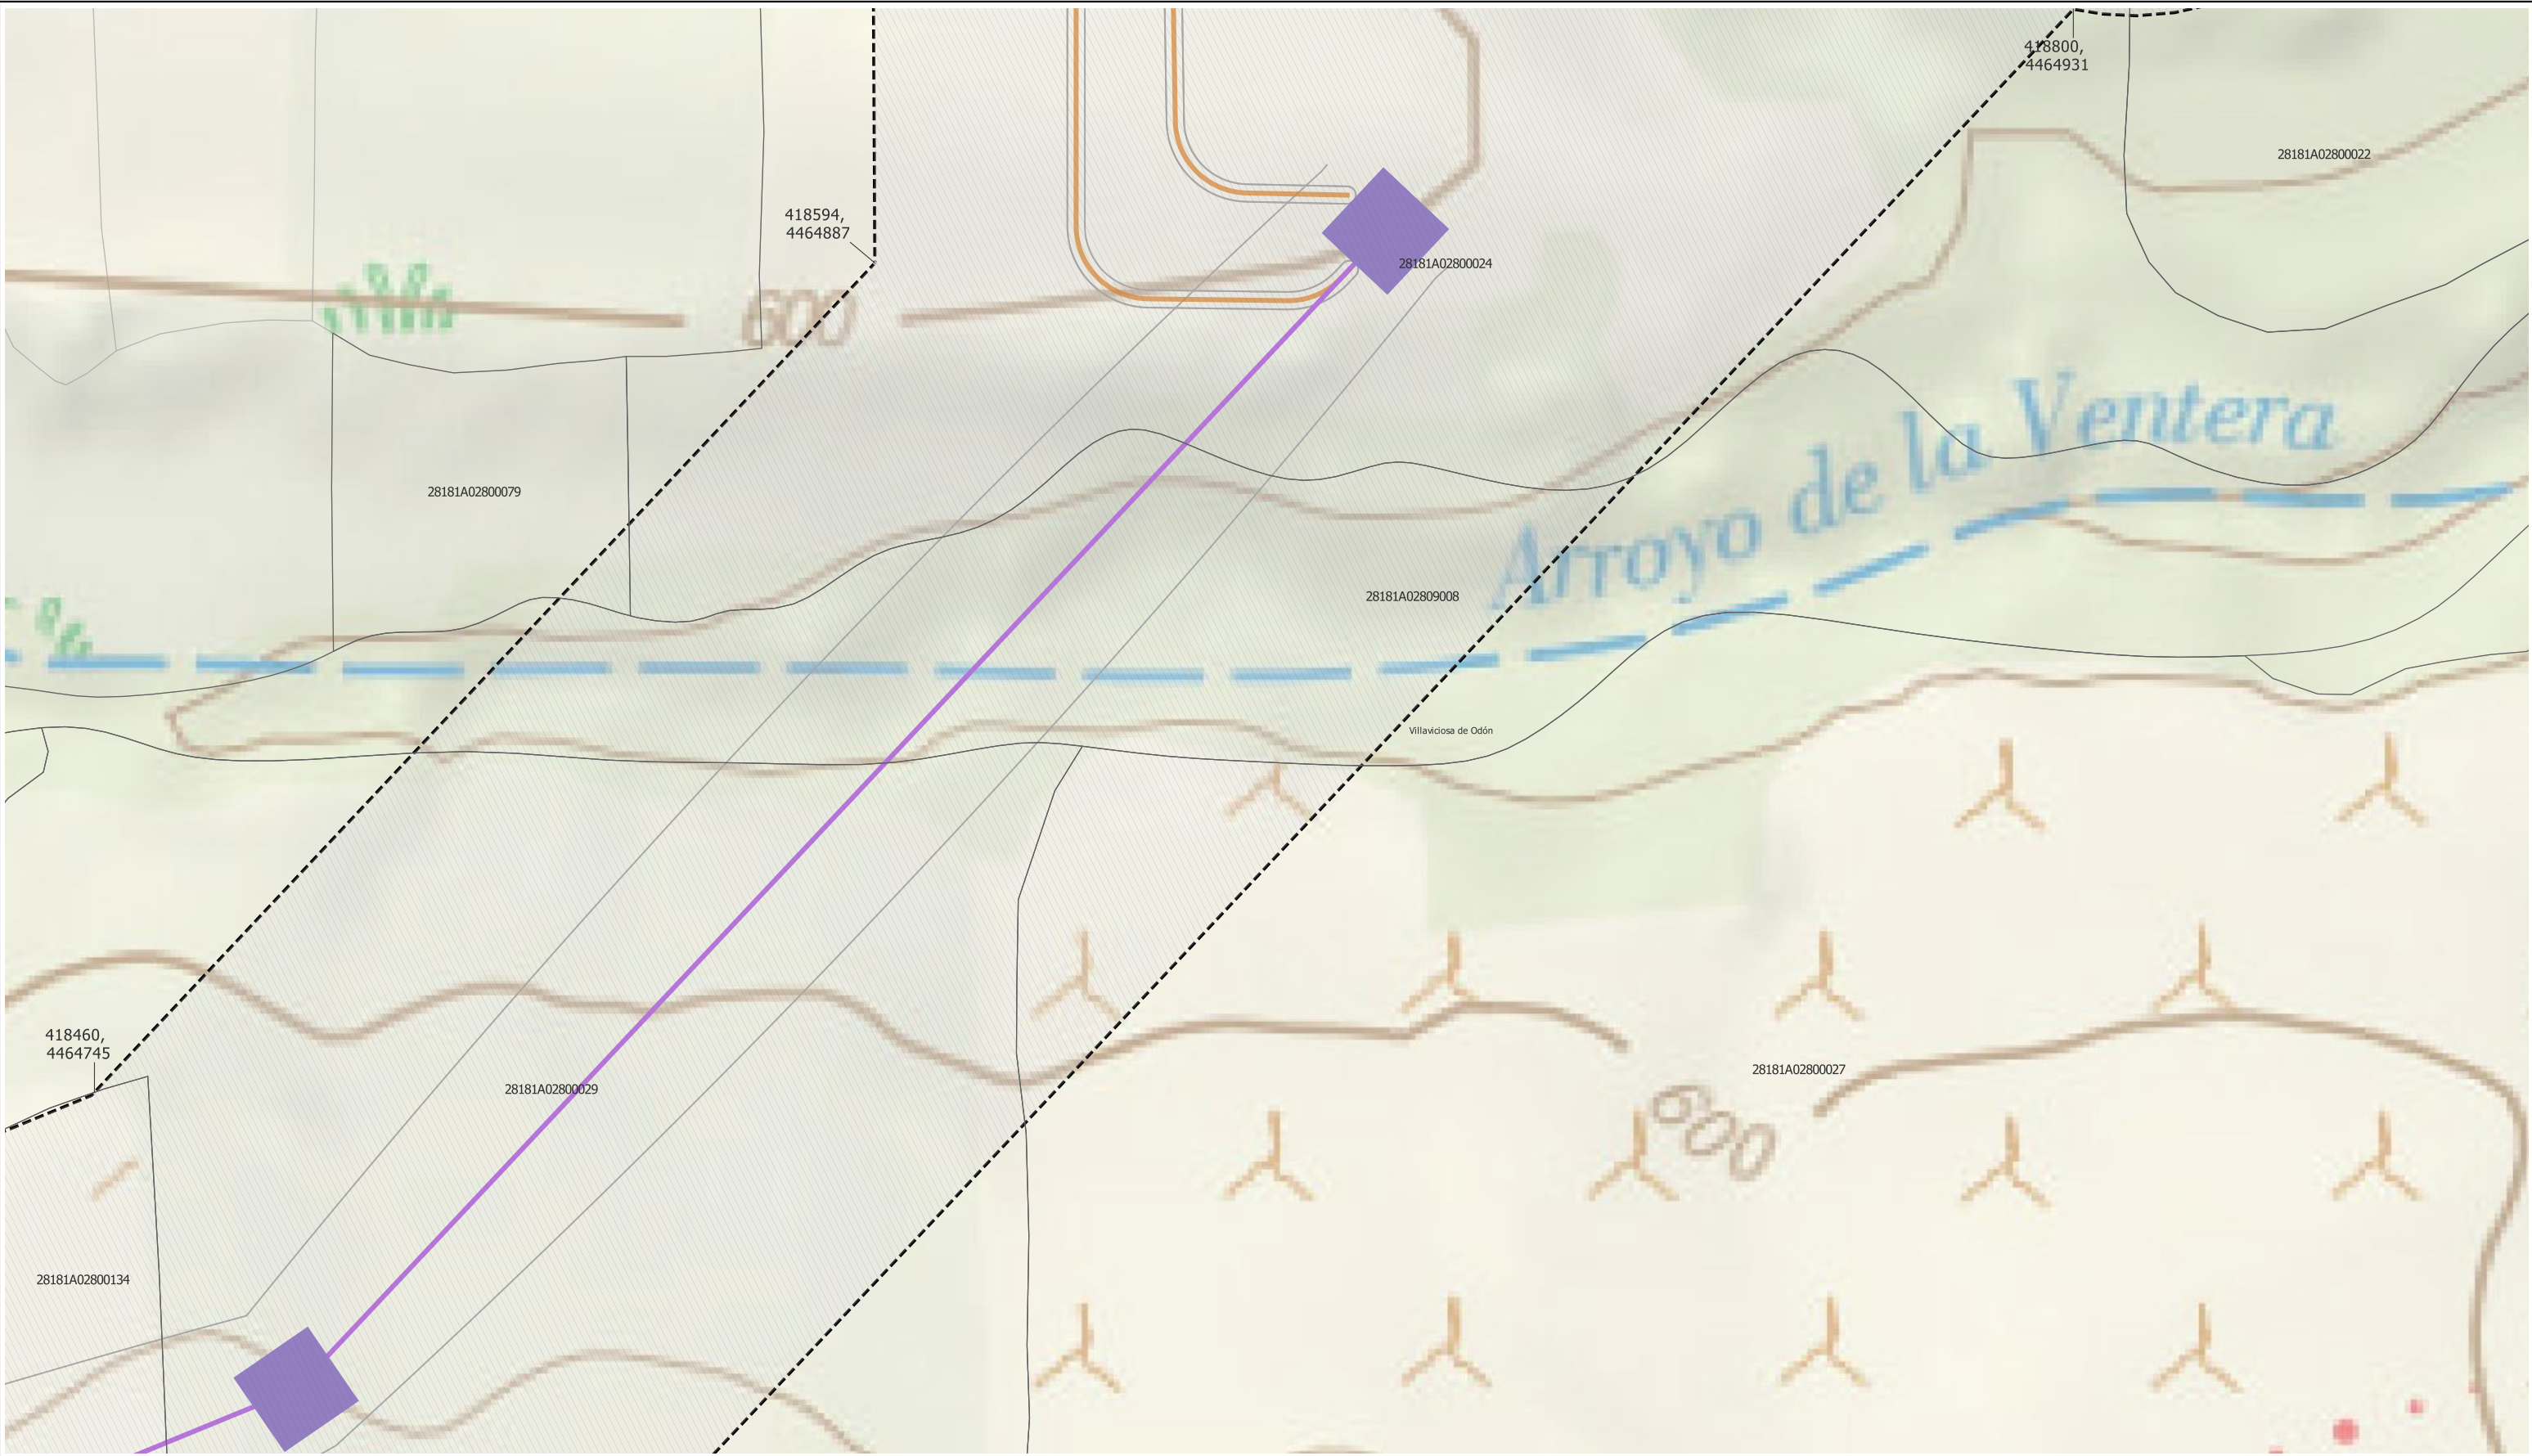 418800,
4464931
28181A02800022
418594,
4464887
28181A02800024
600
28181A02800079
Arroyo de la Ventera
28181A02809008
Villaviciosa de Odón
418460,
4464745
28181A02800029
28181A02800027
600
28181A02800134